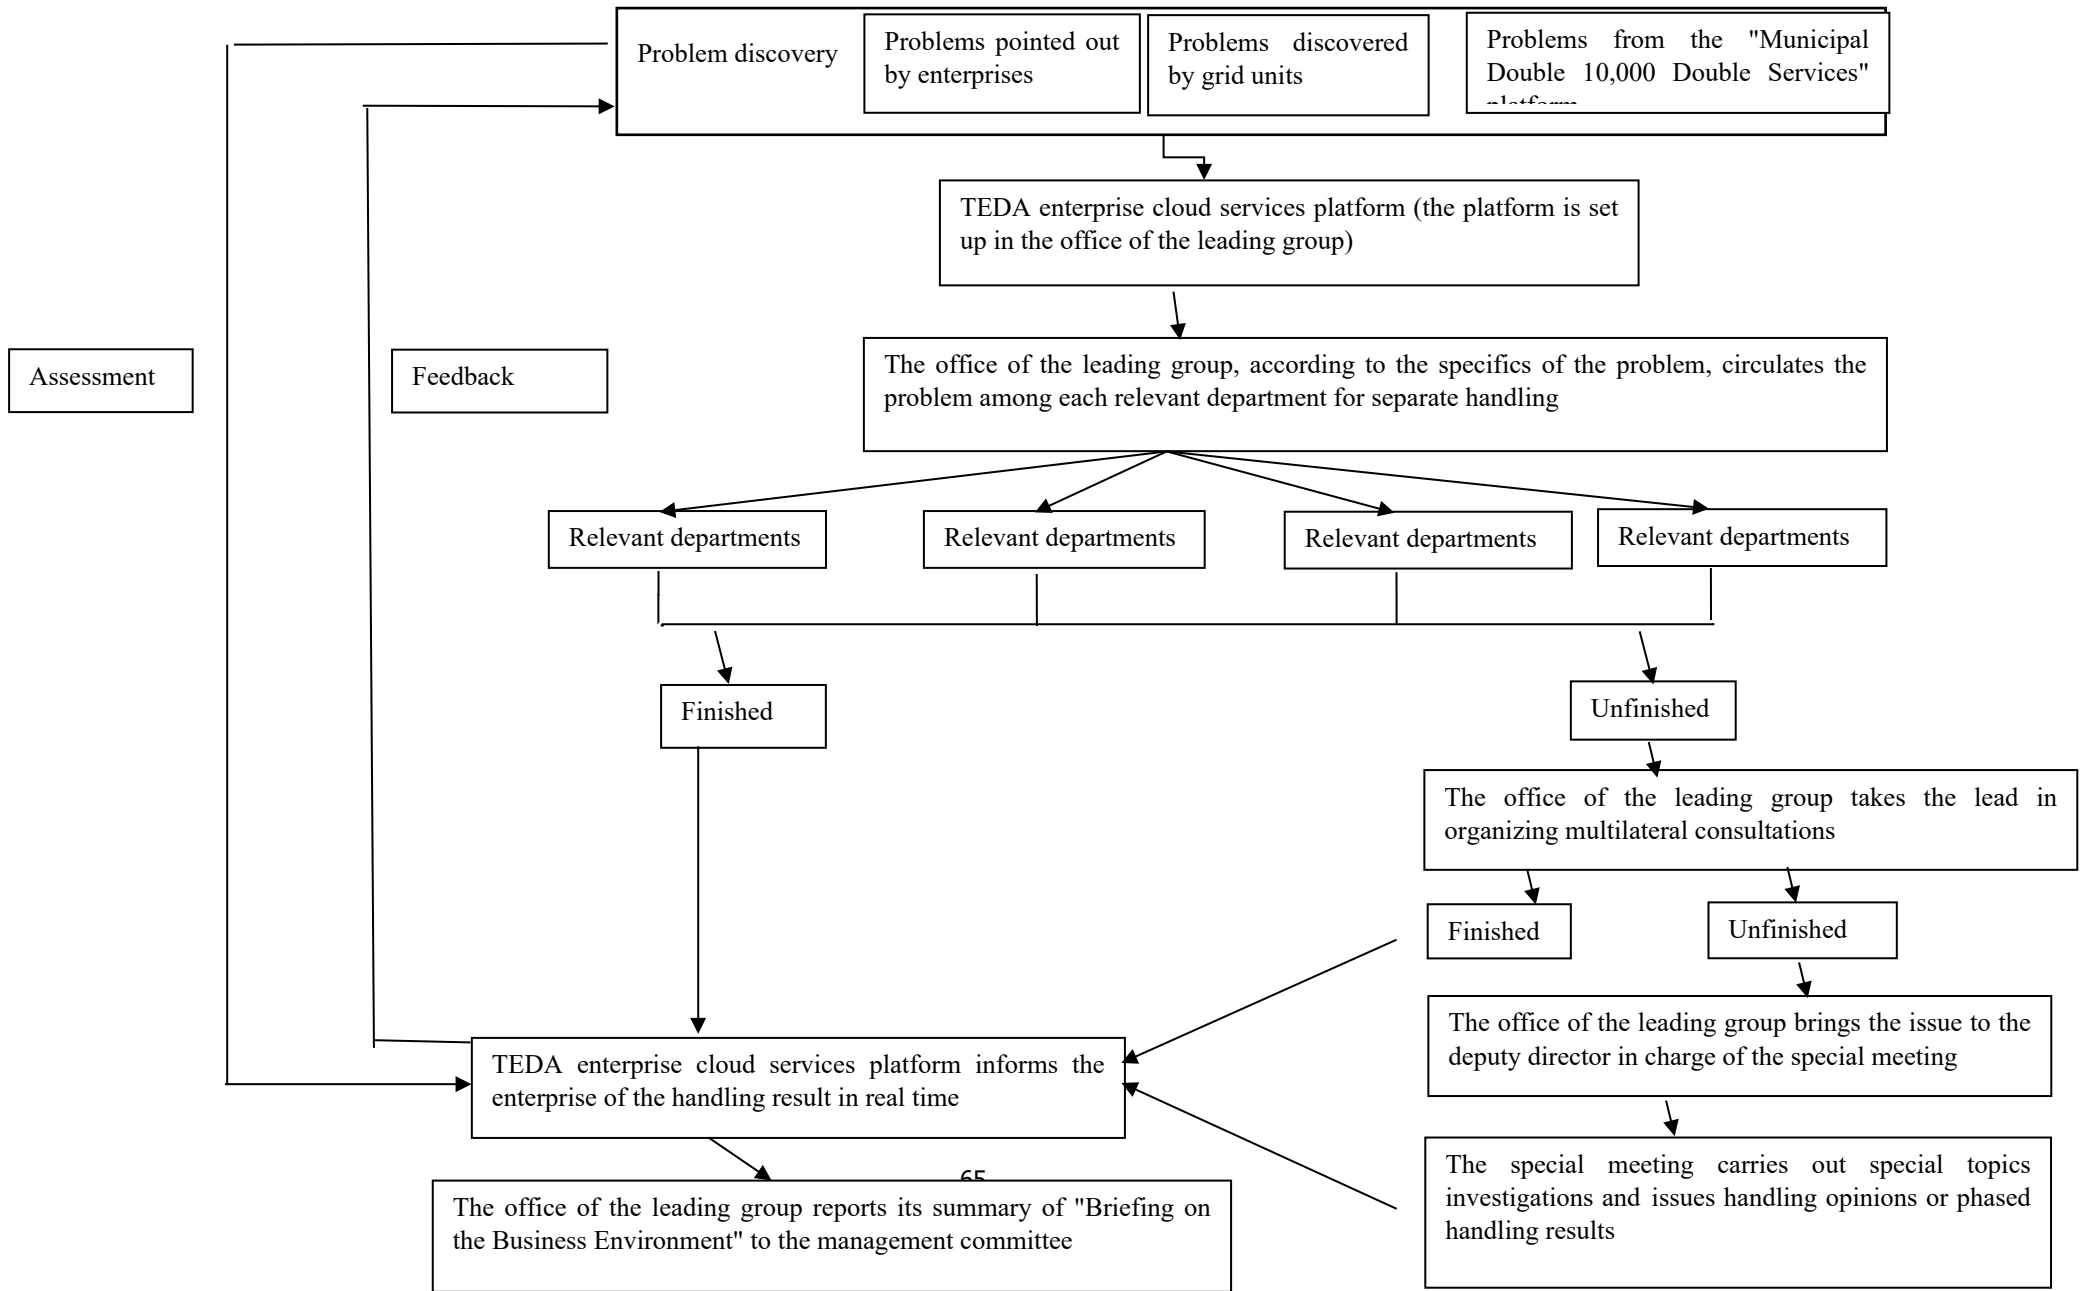 Problem discovery
Problems pointed out
by enterprises
Problems discovered
by grid units
Problems from the "Municipal
Double 10,000 Double Services"
platform
TEDA enterprise cloud services platform (the platform is set
up in the office of the leading group)
Assessment
Feedback
The office of the leading group, according to the specifics of the problem, circulates the
problem among each relevant department for separate handling
Relevant departments
Relevant departments
Relevant departments
Relevant departments
Finished
Unfinished
The office of the leading group takes the lead in
organizing multilateral consultations
Finished
Unfinished
The office of the leading group brings the issue to the
deputy director in charge of the special meeting
TEDA enterprise cloud services platform informs the
enterprise of the handling result in real time
The special meeting carries out special topics
investigations and issues handling opinions or phased
handling results
65
The office of the leading group reports its summary of "Briefing on
the Business Environment" to the management committee